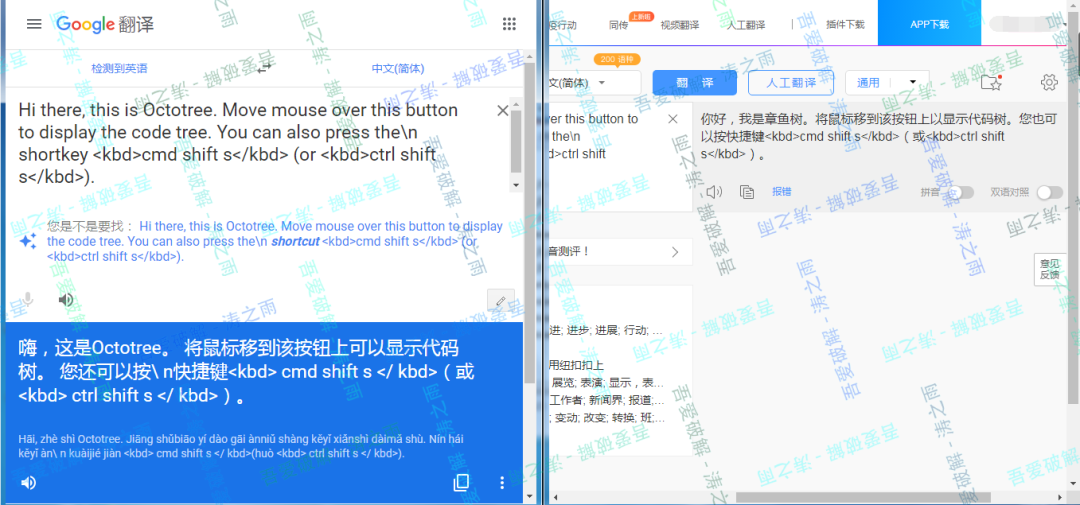 Google 翻译
检测到英语
中文(简体)
Hi there, this is Octotree. Move mouse over this button
to display the code tree. You can also press the\n
shortkey <kbd>cmd shift s</kbd> (or <kbd>ctrl shift
s</kbd>).
您是不是要找： Hi there, this is Octotree. Move mouse over this button to display
the code tree. You can also press the\n shortcut <kbd>cmd shift s</kbd> (or
<kbd>ctrl shift s</kbd>).
嗨，这是Octotree。 将鼠标移到该按钮上可以显示代码
树。 您还可以按\ n快捷键<kbd> cmd shift s </ kbd>（或
<kbd> ctrl shift s </ kbd>）。
Hāi, zhè shì Octotree. Jiāng shǔbiāo yí dào gāi ànniǔ shàng kěyǐ xiǎnshì dàimǎ shù. Nín hái
kěyǐ àn\ n kuàijié jiàn <kbd> cmd shift s </ kbd>(huò <kbd> ctrl shift s </ kbd>).
疫行动
同传
上新啦
视频翻译
人工翻译
插件下载
APP下载
200 语种
文(简体)
翻 译
人工翻译
通用
ver this button to
the\n
>ctrl shift
你好，我是章鱼树。将鼠标移到该按钮上以显示代码树。您也可
以按快捷键<kbd>cmd shift s</kbd>（或<kbd>ctrl shift
s</kbd>）。
报错
拼音
双语对照
音测评！
意见
反馈
进; 进步; 进展; 行动; ...
用纽扣扣上
展览; 表演; 显示，表...
工作者; 新闻界; 报道;...
变动; 改变; 转换; 班;...
吾爱破解 - 涛之雨